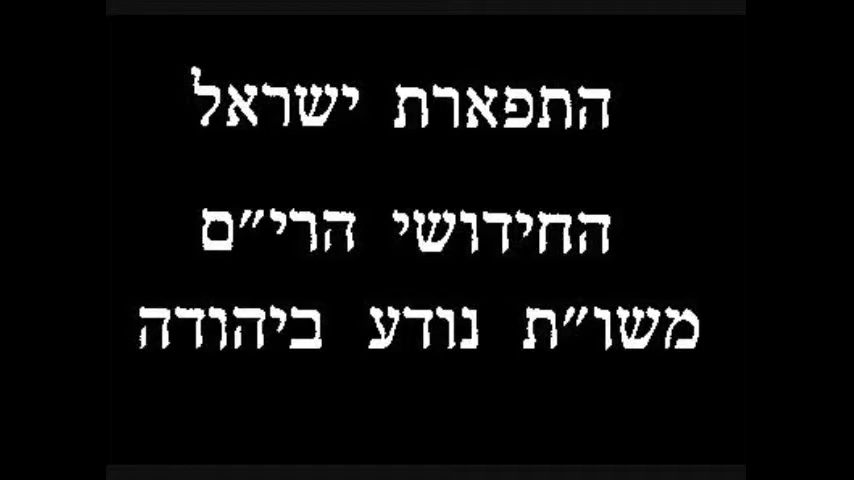 התפארת ישראל
החידושי הרי״ם
משו״ת נודע ביהודה